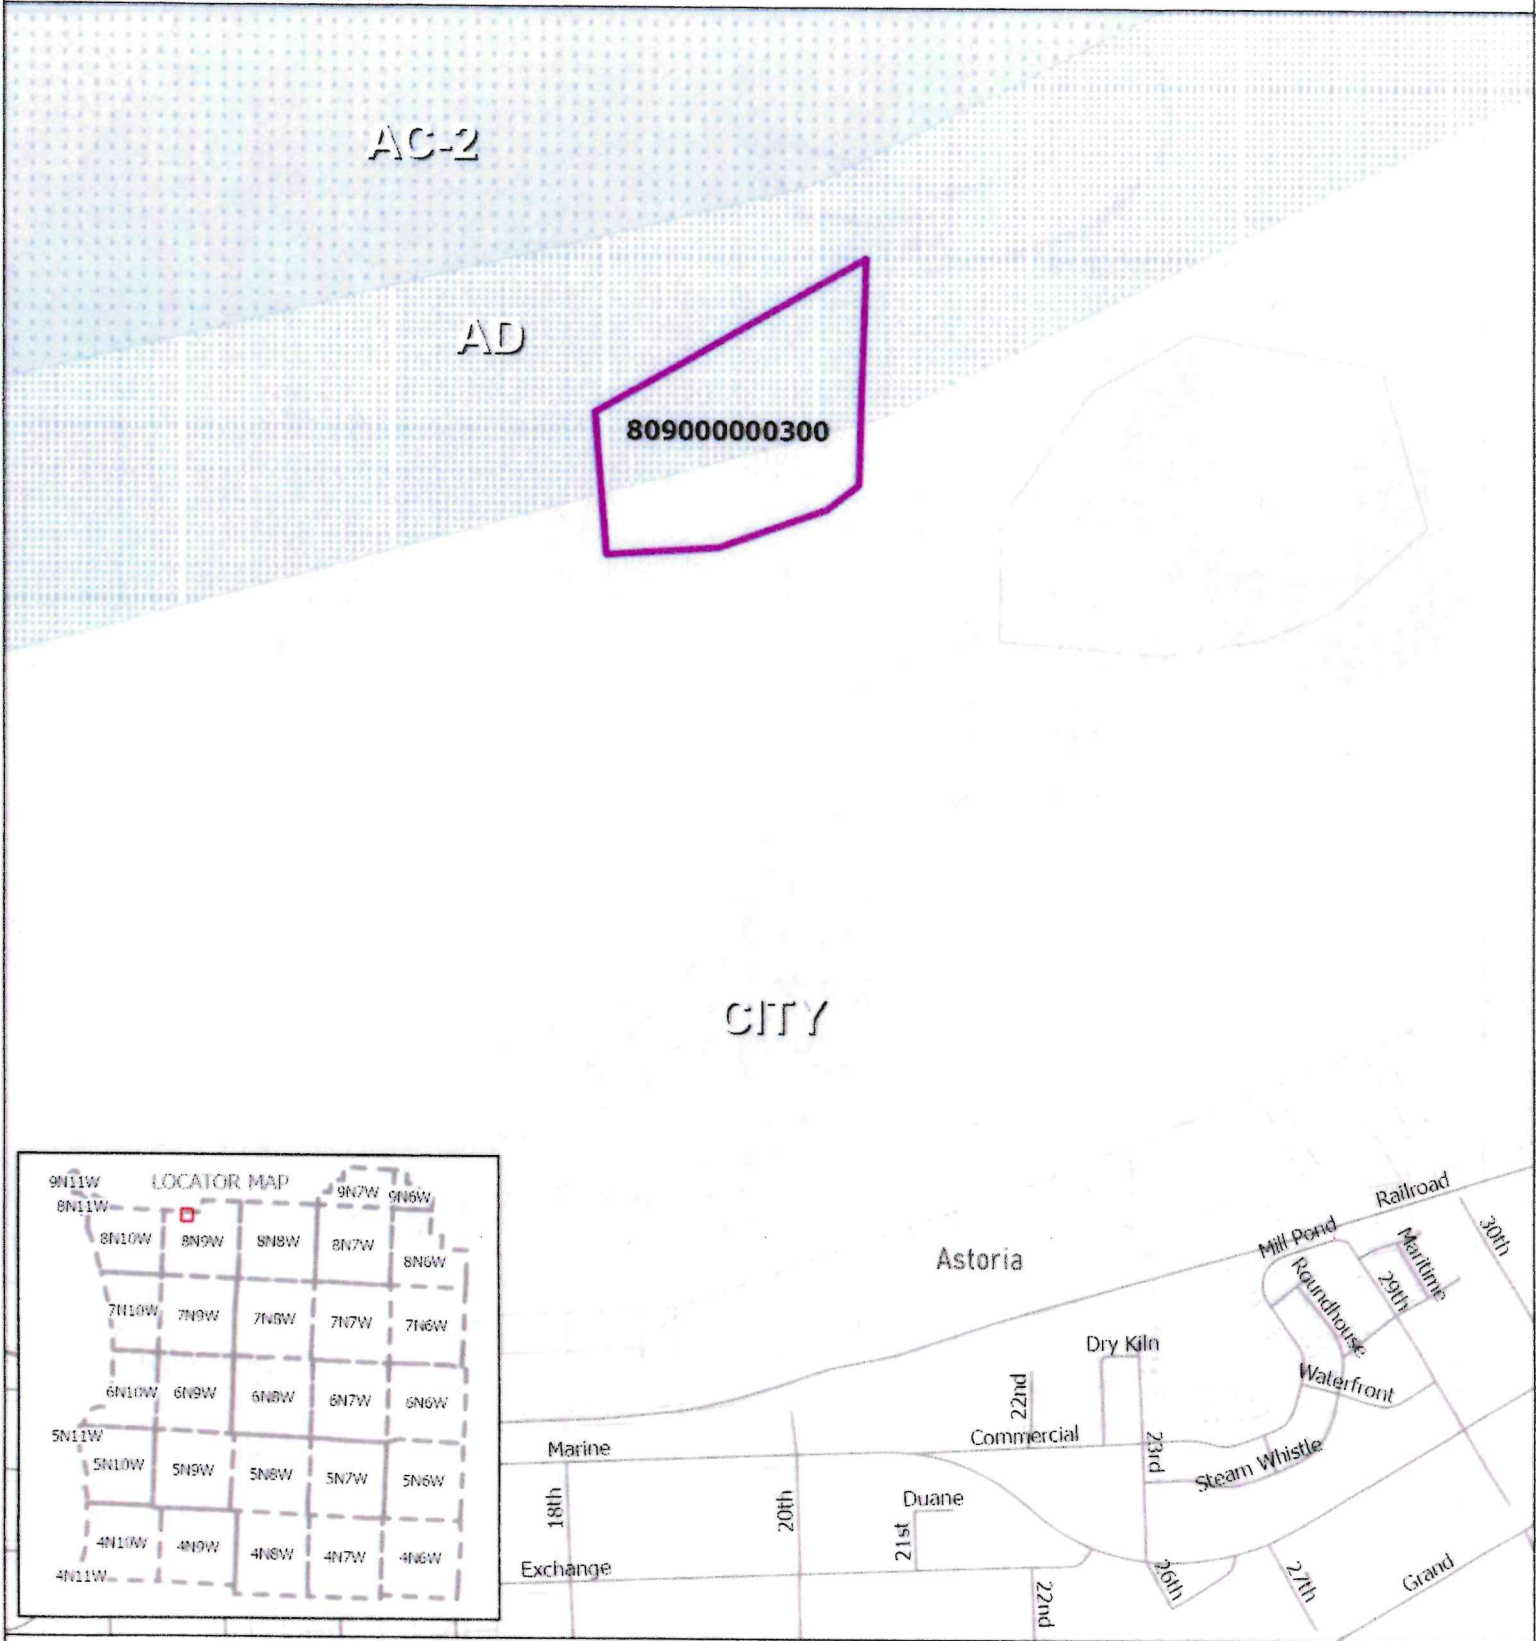 AC-2
AD
809000000300
CITY
LOCATOR MAP
9N11W
8N11W
9N7W
9N6W
8N10W
8N9W
8N8W
8N7W
8N6W
7N10W
7N9W
7N8W
7N7W
7N6W
6N10W
6N9W
6N8W
6N7W
6N6W
5N11W
5N10W
5N9W
5N8W
5N7W
5N6W
4N10W
4N9W
4N8W
4N7W
4N6W
4N11W
Astoria
Railroad
Mill Pond
Maritime
30th
29th
Roundhouse
Dry Kiln
Waterfront
22nd
Commercial
Marine
23rd
Steam Whistle
18th
20th
Duane
21st
Exchange
22nd
26th
27th
Grand